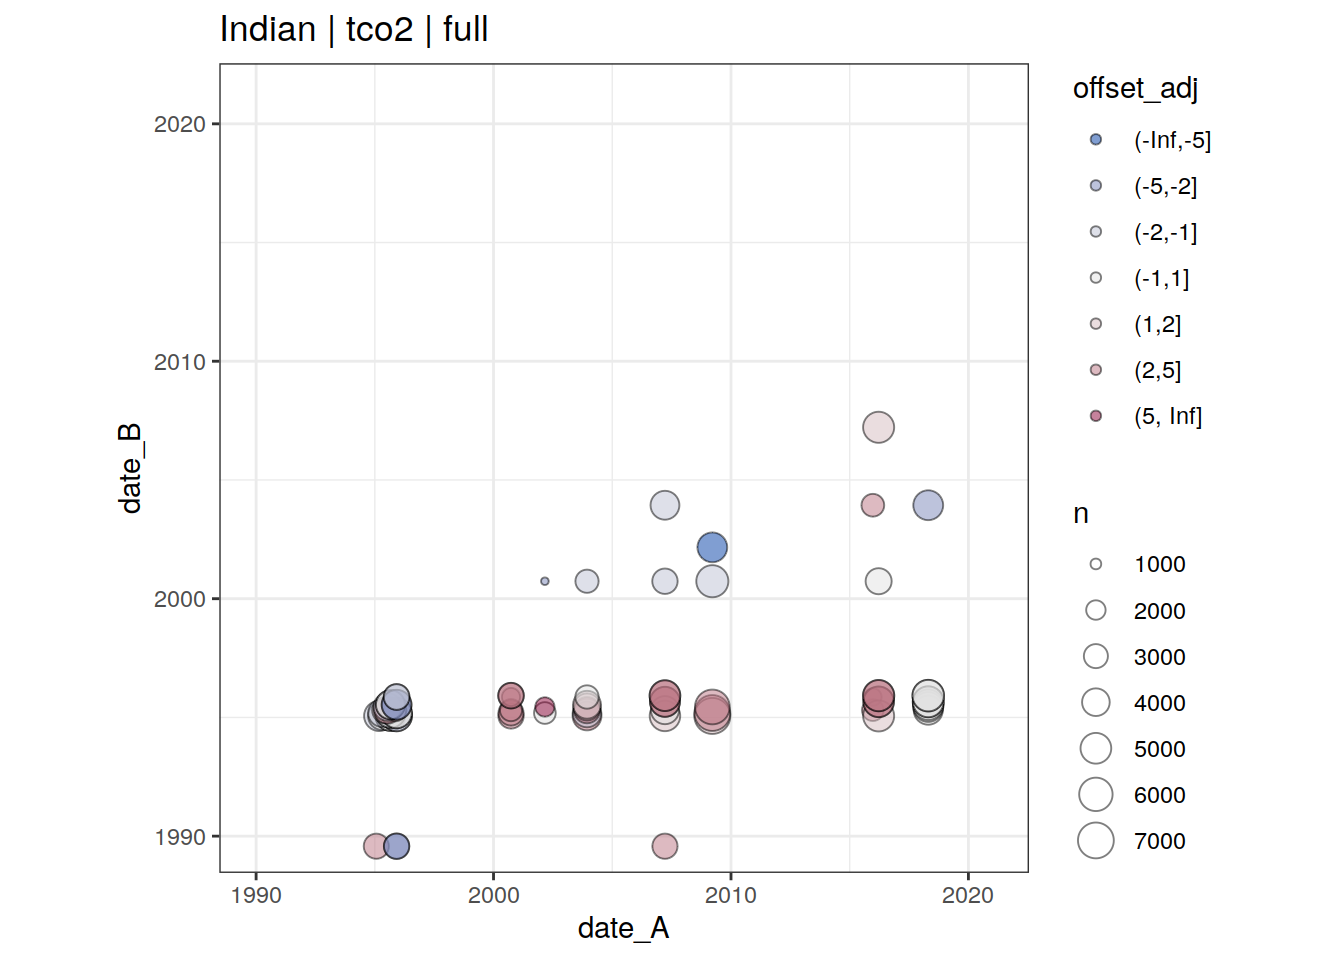 Indian | tco2 | full
2020
2010
2000
1990
date_B
1990
2000
2010
2020
date_A
offset_adj
(-Inf,-5]
(-5,-2]
(-2,-1]
(-1,1]
(1,2]
(2,5]
(5, Inf]
n
1000
2000
3000
4000
5000
6000
7000